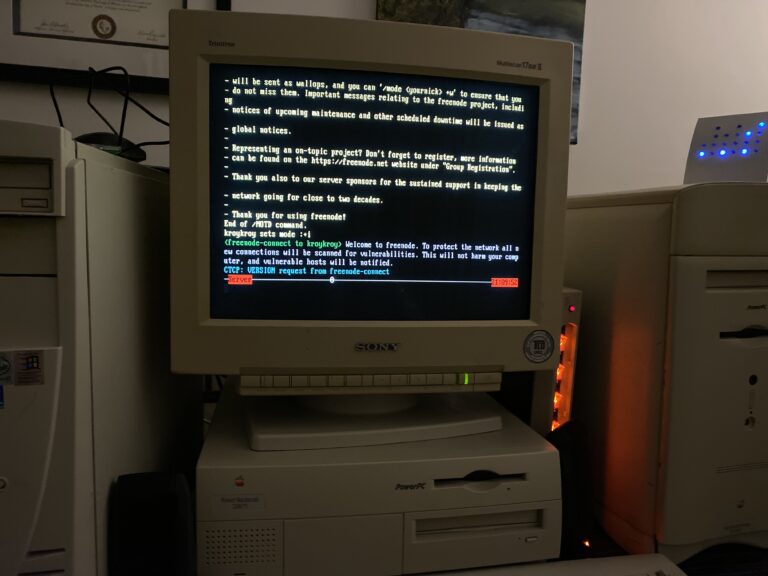 Trinitron
Multiscan 17sf II
- will be sent as wallops, and you can '/mode <yournick> +w' to ensure that you
- do not miss them. Important messages relating to the freenode project, includi
ng
- notices of upcoming maintenance and other scheduled downtime will be issued as
-
- global notices.
-
- Representing an on-topic project? Don't forget to register, more information
- can be found on the https://freenode.net website under "Group Registration".
-
- Thank you also to our server sponsors for the sustained support in keeping the
-
- network going for close to two decades.
-
- Thank you for using freenode!
End of /MOTD command.
kroykroy sets mode :+i
<freenode-connect to kroykroy> Welcome to freenode. To protect the network all n
ew connections will be scanned for vulnerabilities. This will not harm your comp
uter, and vulnerable hosts will be notified.
CTCP: VERSION request from freenode-connect
Server
SONY
PowerPC
Power Macintosh
PowerPC